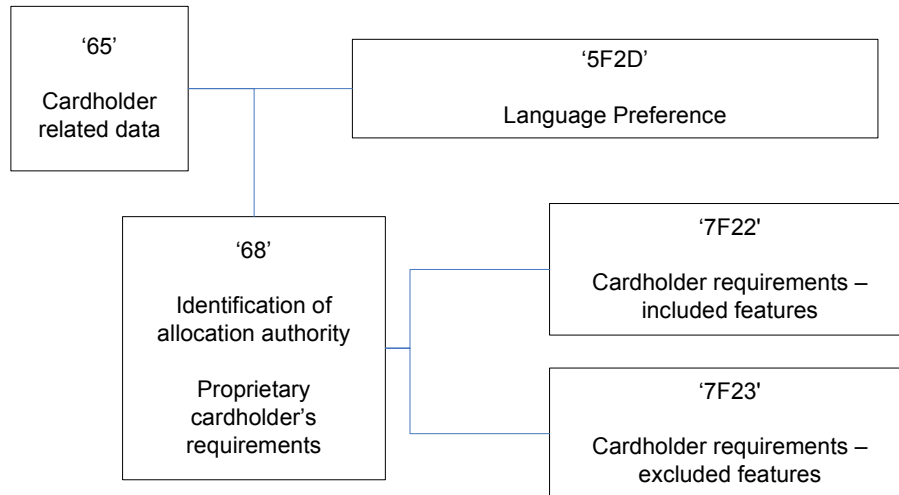 ‘65’
Cardholder
related data
‘5F2D’
Language Preference
‘68’
Identification of
allocation authority
Proprietary
cardholder’s
requirements
‘7F22'
Cardholder requirements –
included features
‘7F23'
Cardholder requirements –
excluded features